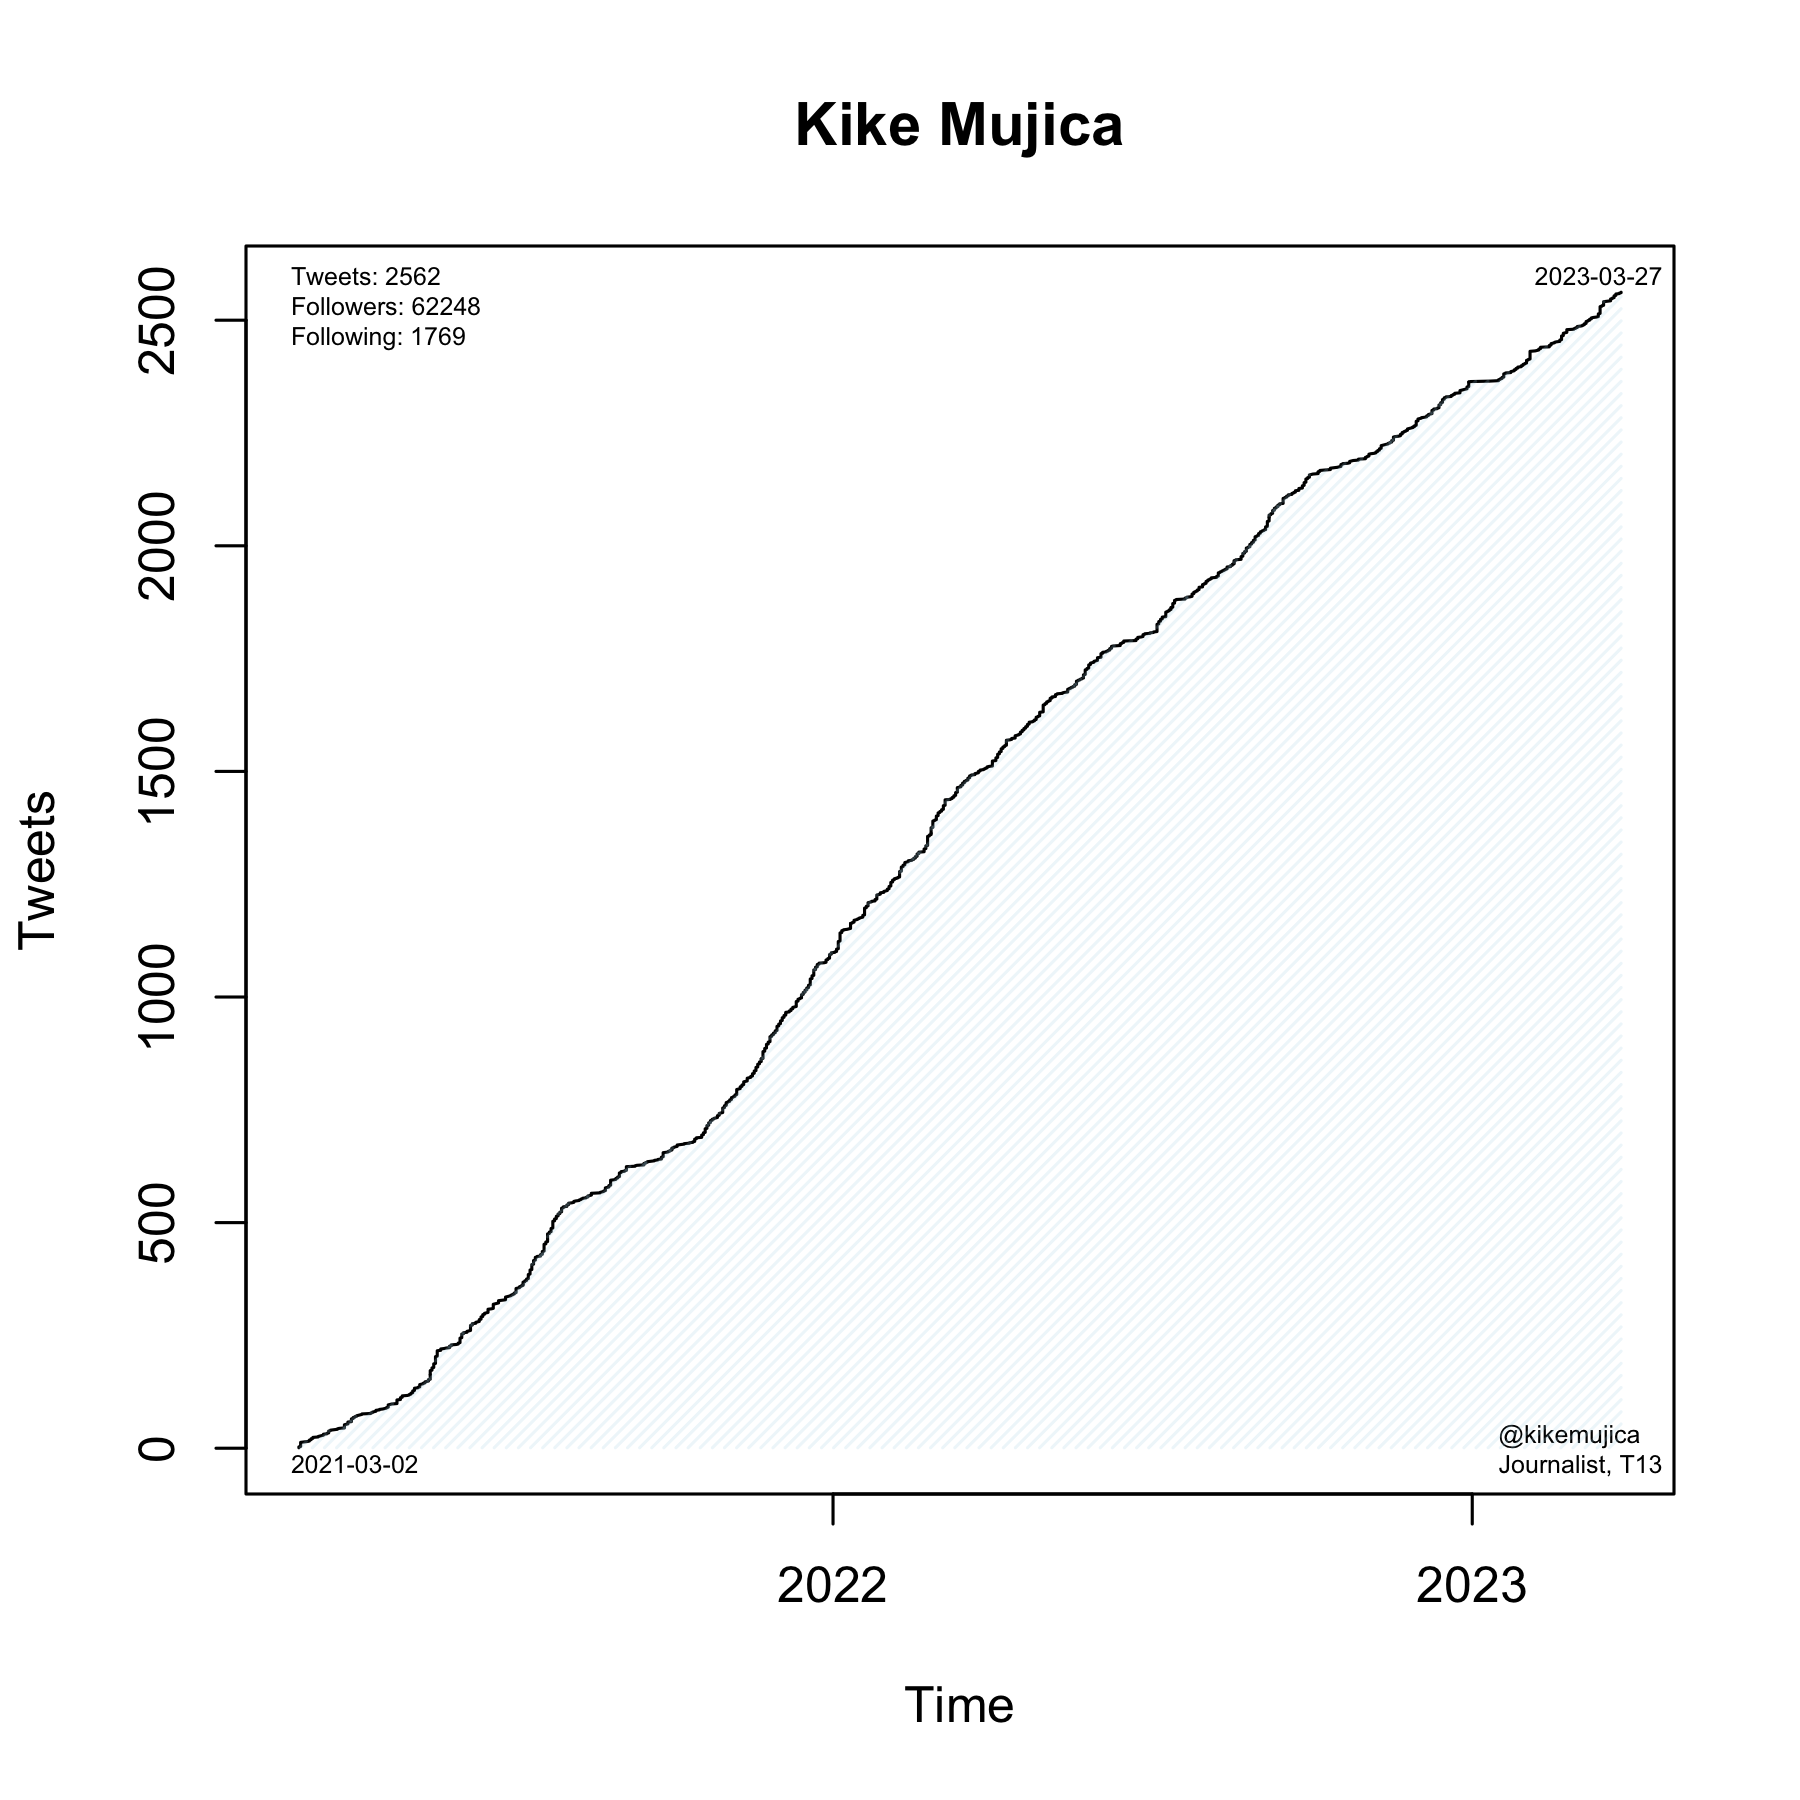 Kike Mujica
Tweets: 2562
Followers: 62248
Following: 1769
2023-03-27
2500
2000
1500
1000
500
0
Tweets
@kikemujica
Journalist, T13
2021-03-02
2022
2023
Time